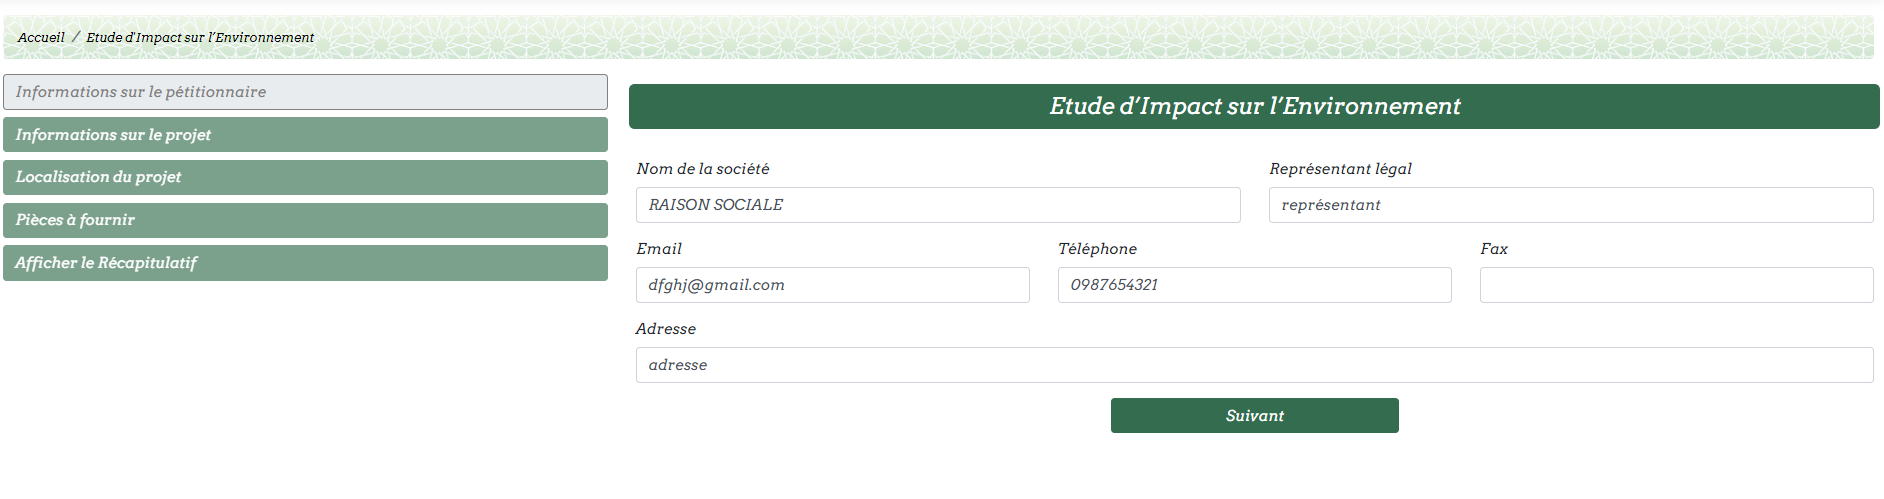 Accueil / Etude d'Impact sur l’Environnement
Informations sur le pétitionnaire
Informations sur le projet
Localisation du projet
Pièces à fournir
Afficher le Récapitulatif
Etude d’Impact sur l’Environnement
Nom de la société
RAISON SOCIALE
Représentant légal
représentant
Email
dfghj@gmail.com
Téléphone
0987654321
Fax
Adresse
adresse
Suivant